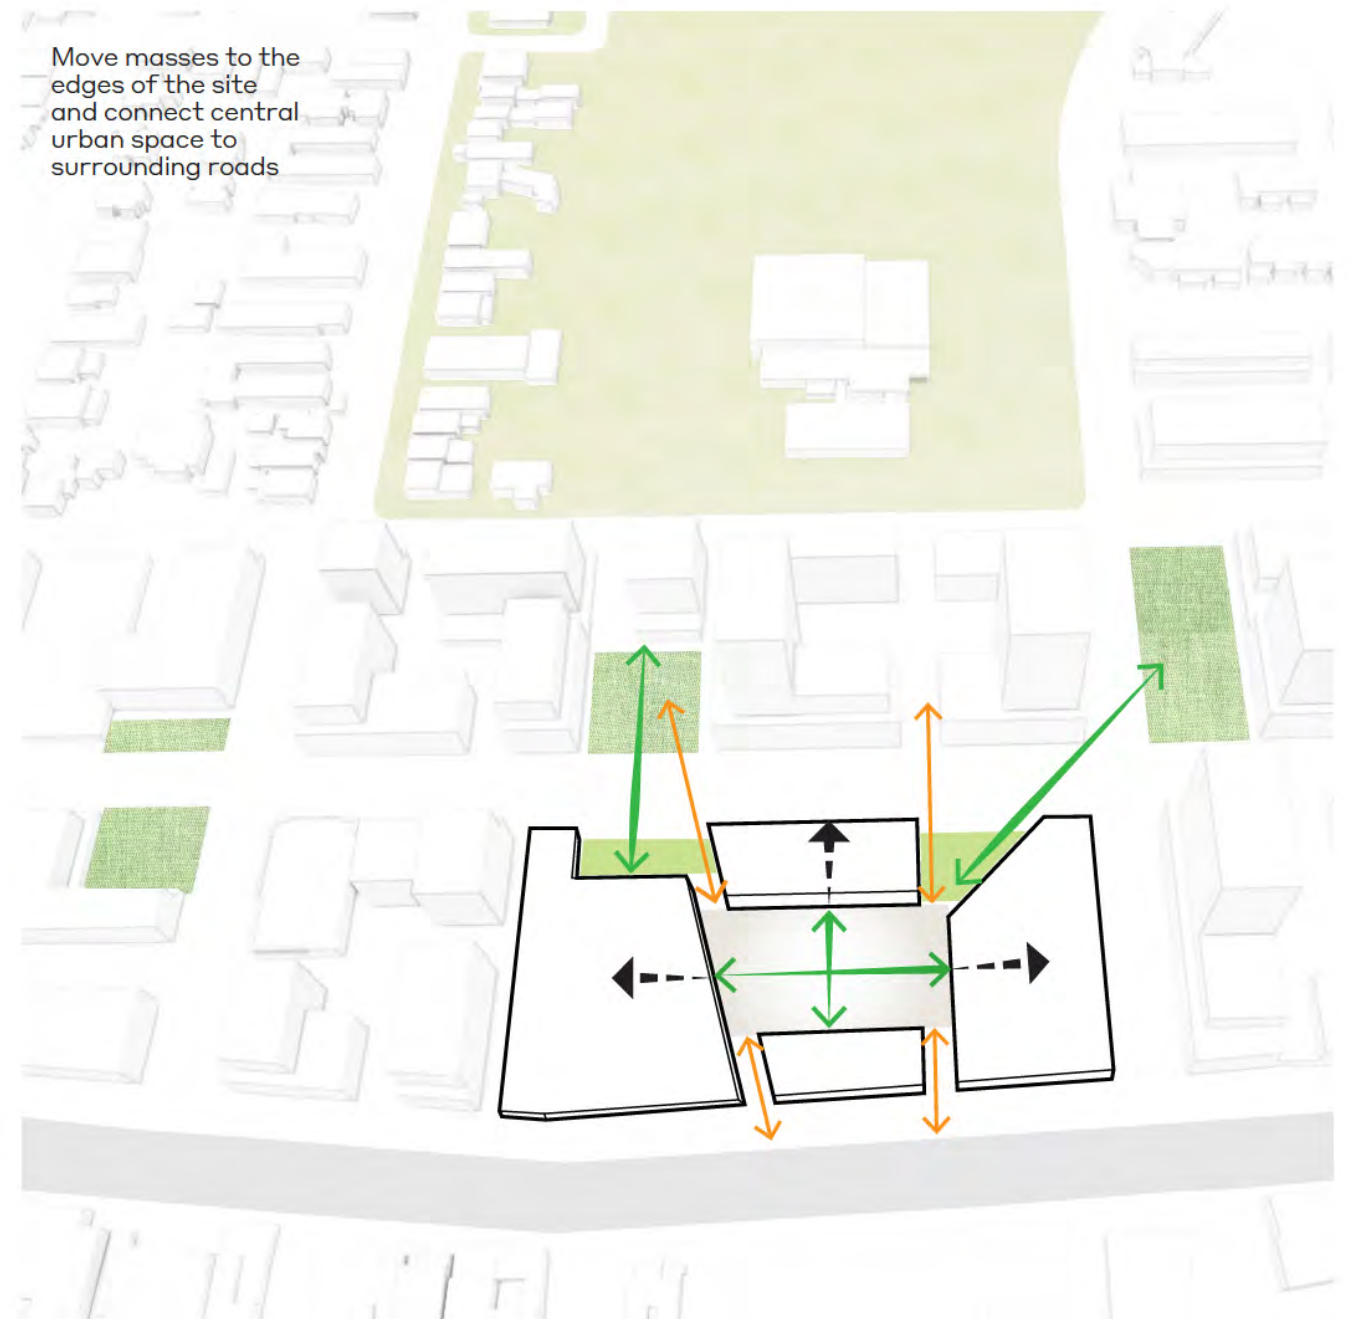 Move masses to the
edges of the site
and connect central
urban space to
surrounding roads